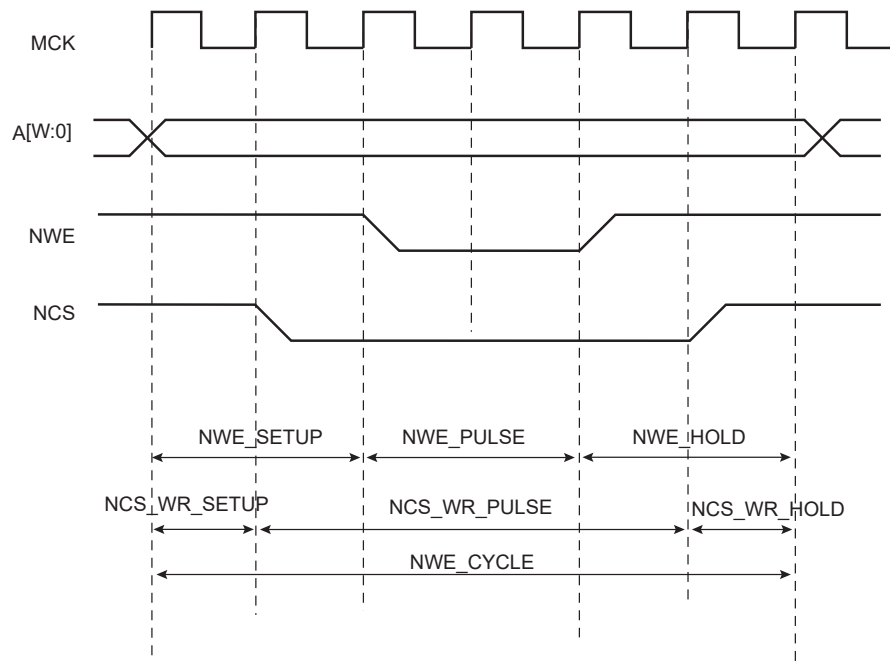 MCK
A[W:0]
NWE
NCS
NWE_SETUP NWE_PULSE NWE_HOLD
NCS_WR_SETUP NCS_WR_PULSE NCS_WR_HOLD
NWE_CYCLE